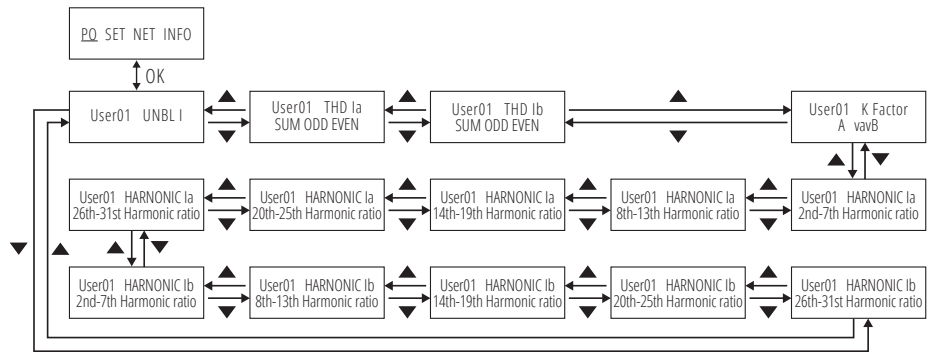 PQ SET NET INFO
OK
User01 UNBL I
User01 THD Ia
SUM ODD EVEN
User01 THD Ib
SUM ODD EVEN
User01 K Factor
A vavB
User01 HARNONIC Ia
26th-31st Harmonic ratio
User01 HARNONIC Ia
20th-25th Harmonic ratio
User01 HARNONIC Ia
14th-19th Harmonic ratio
User01 HARNONIC Ia
8th-13th Harmonic ratio
User01 HARNONIC Ia
2nd-7th Harmonic ratio
User01 HARNONIC Ib
2nd-7th Harmonic ratio
User01 HARNONIC Ib
8th-13th Harmonic ratio
User01 HARNONIC Ib
14th-19th Harmonic ratio
User01 HARNONIC Ib
20th-25th Harmonic ratio
User01 HARNONIC Ib
26th-31st Harmonic ratio